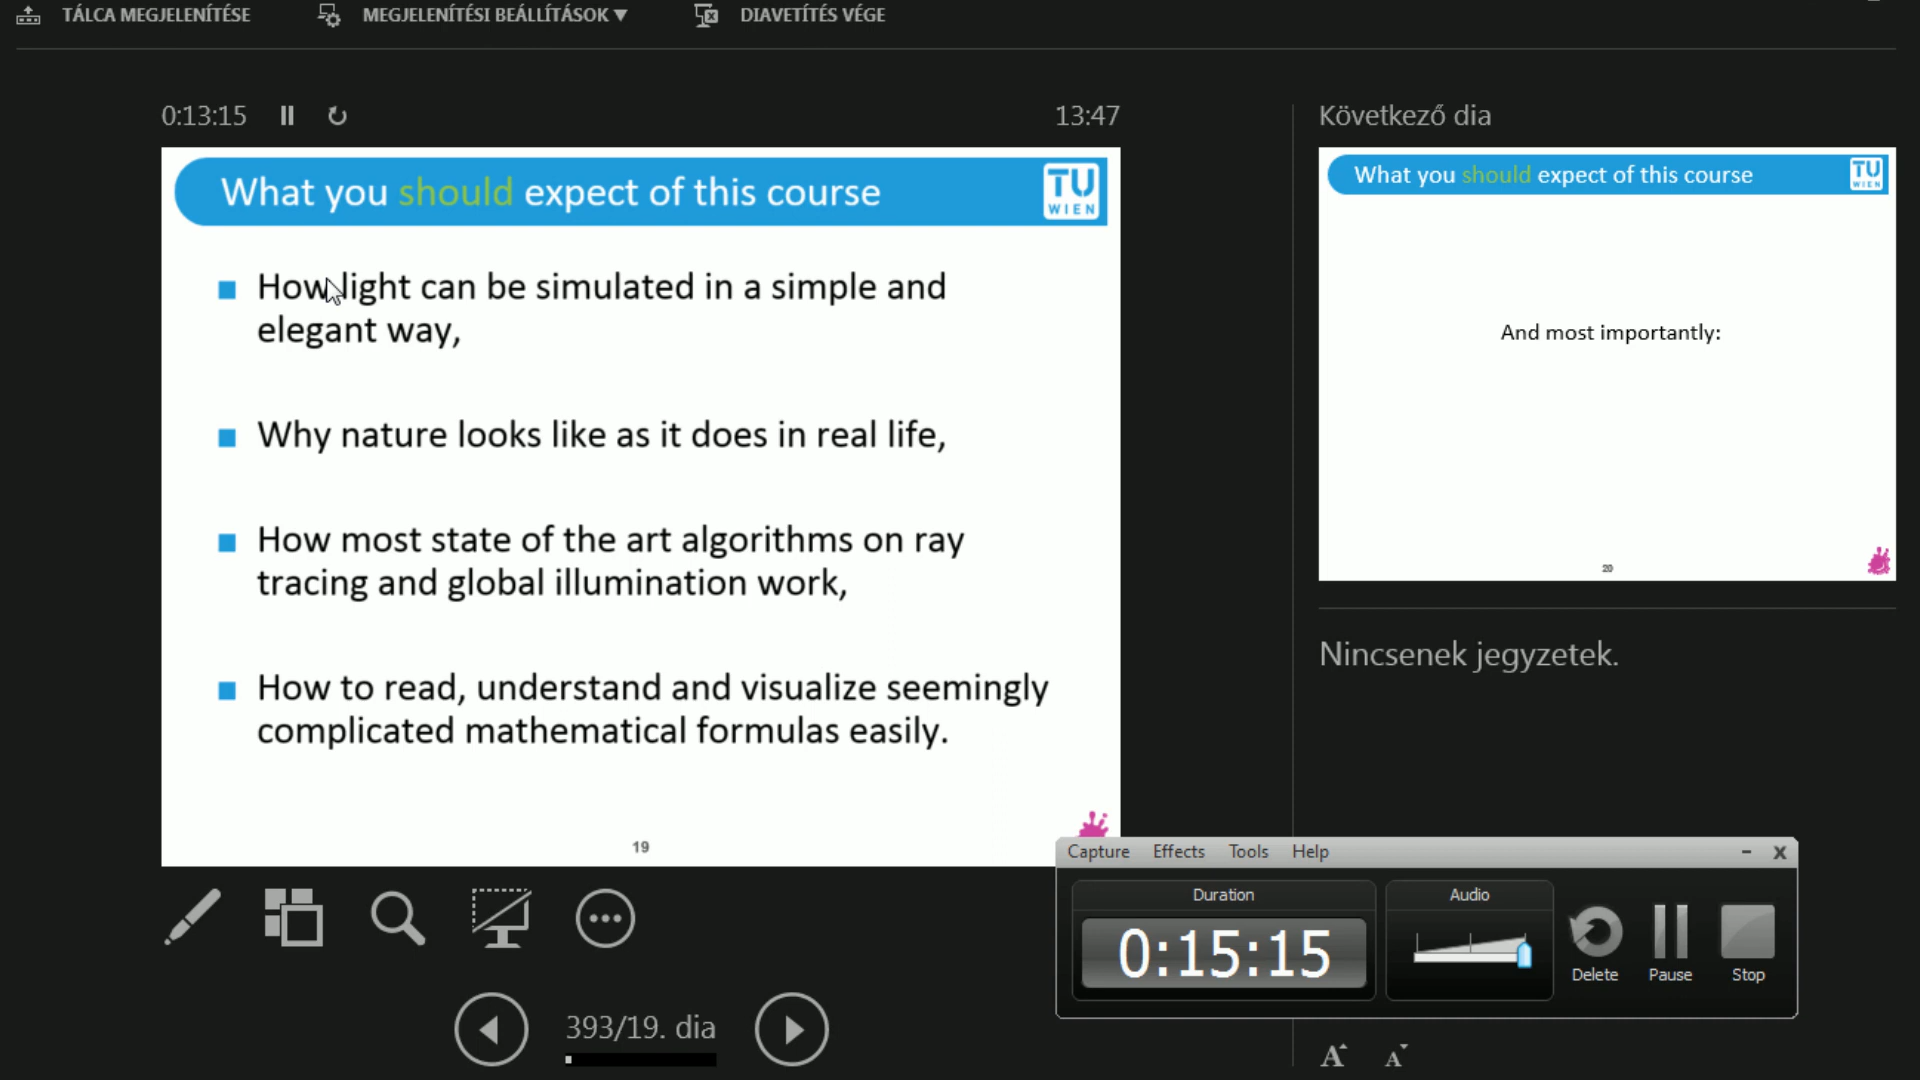 TÁLCA MEGJELENÍTÉSE
MEGJELENÍTÉSI BEÁLLÍTÁSOK ▼
DIAVETÍTÉS VÉGE
0:13:15
13:47
What you should expect of this course
TU
WIEN
How light can be simulated in a simple and
elegant way,
Why nature looks like as it does in real life,
How most state of the art algorithms on ray
tracing and global illumination work,
How to read, understand and visualize seemingly
complicated mathematical formulas easily.
19
393/19. dia
Következő dia
What you should expect of this course
TU
WIEN
And most importantly:
20
Nincsenek jegyzetek.
Capture Effects Tools Help
Duration
0:15:15
Audio
Delete
Pause
Stop
A A